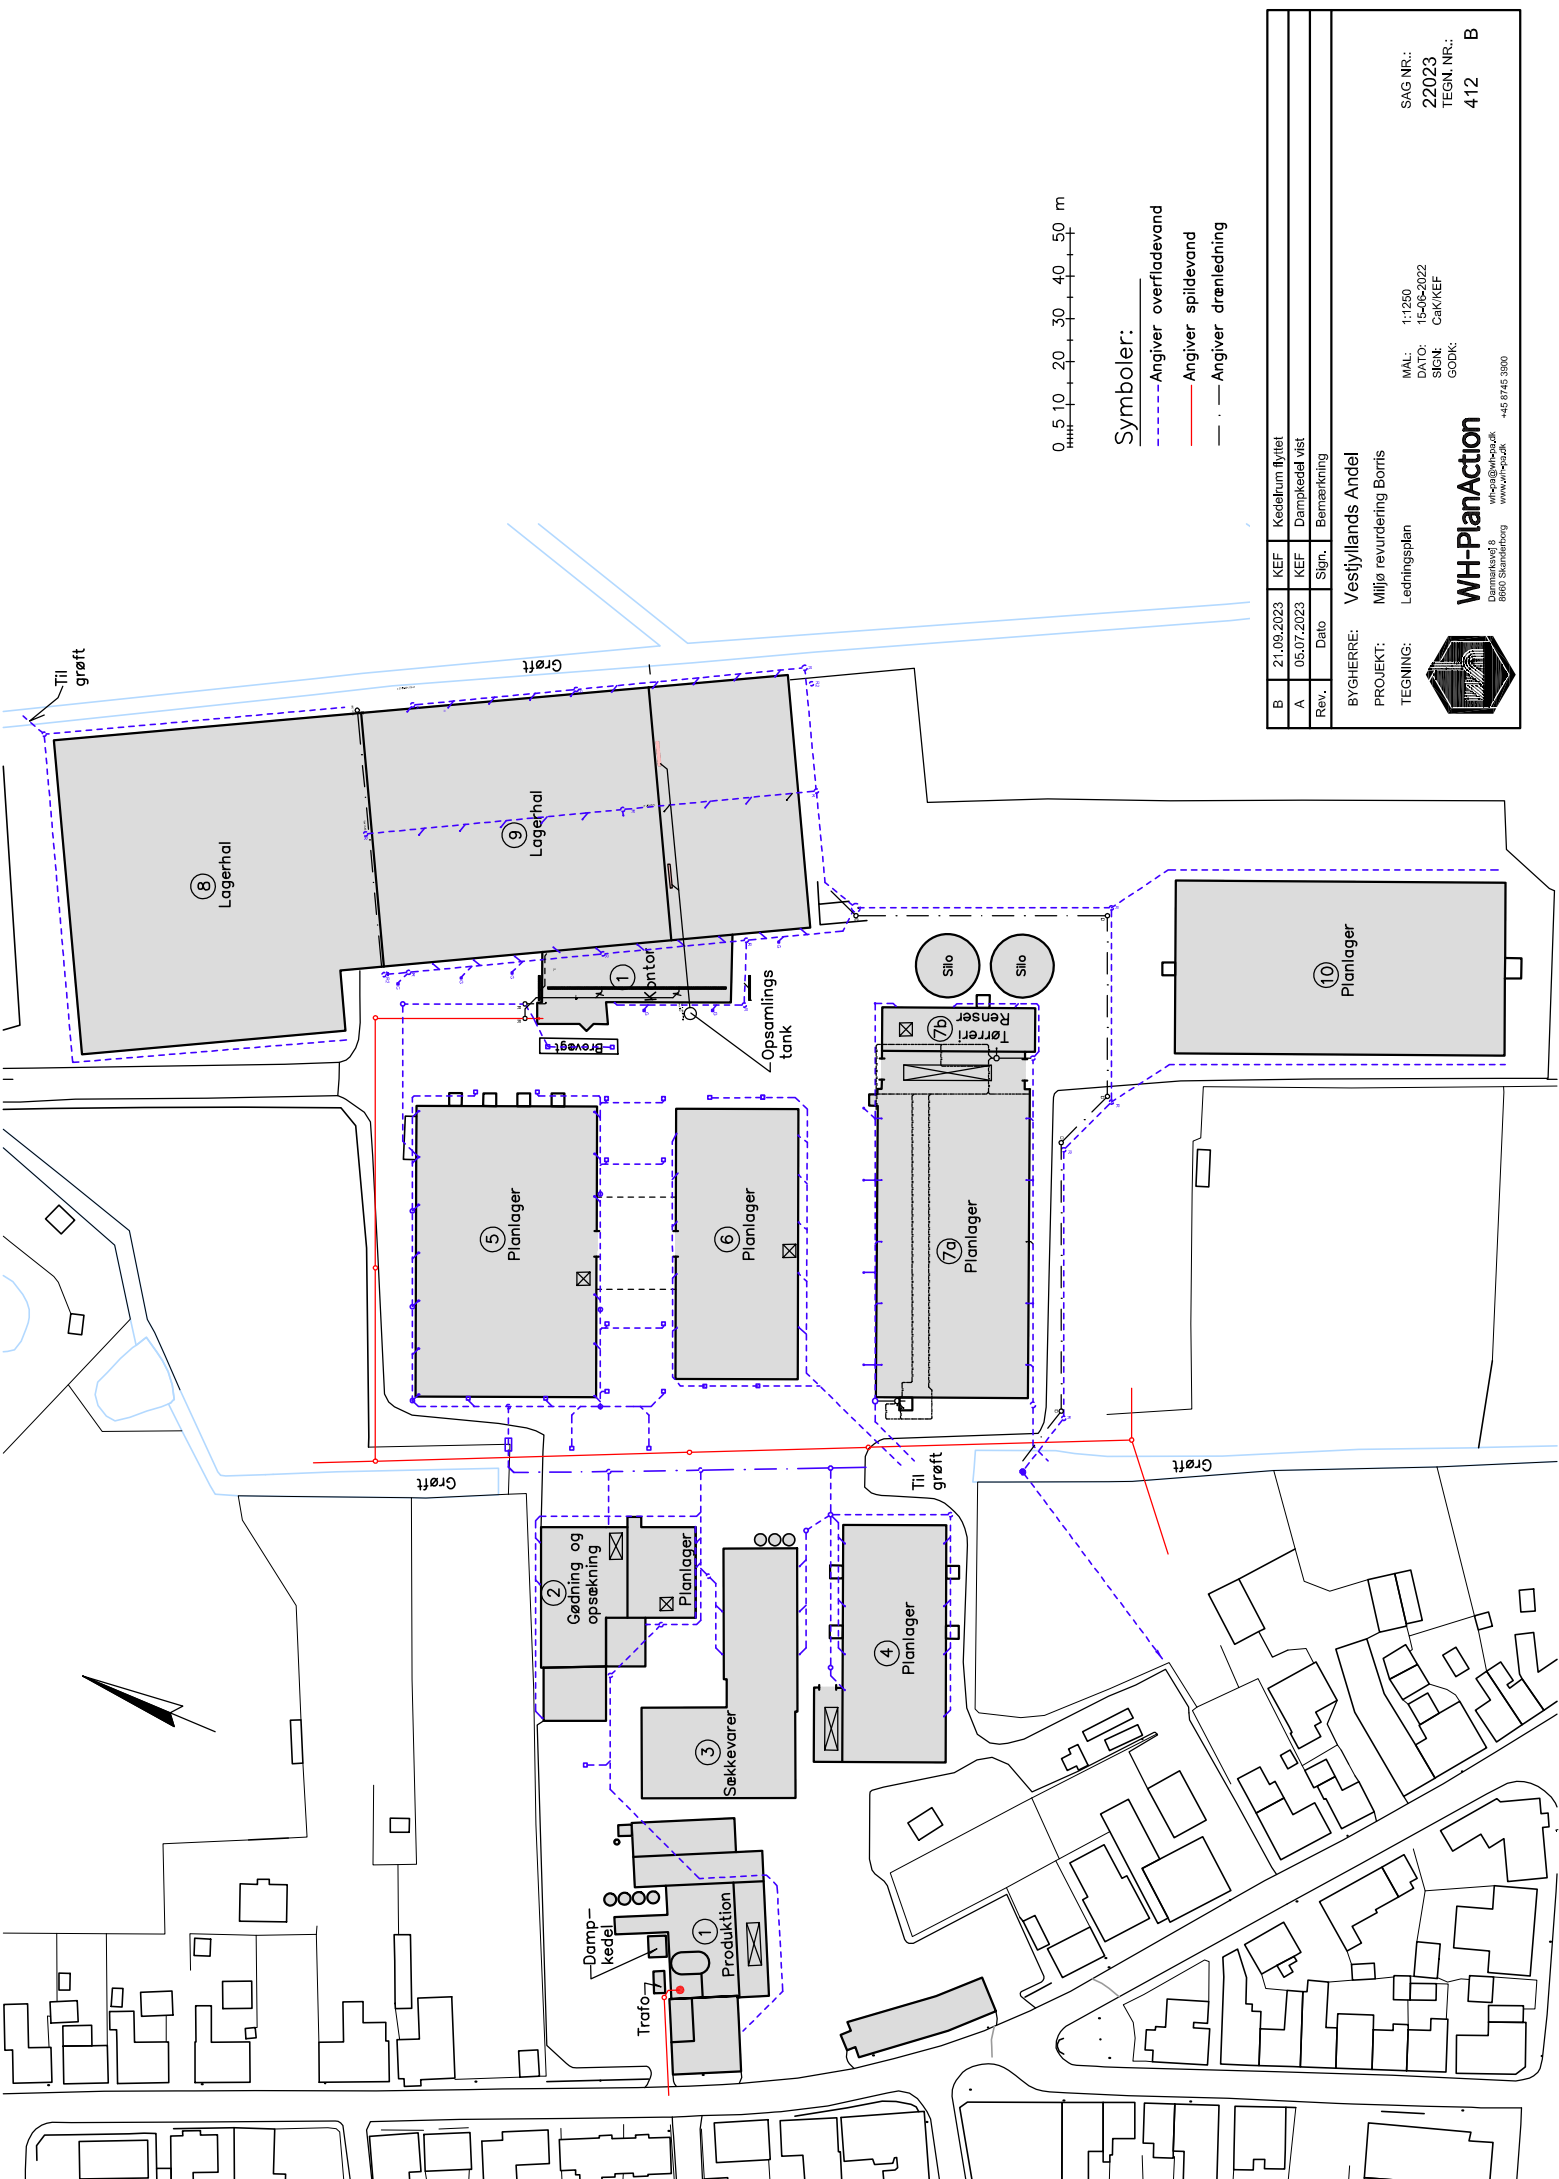 Til
grøft
Grøft
8
Lagerhal
9
Lagerhal
1
Kontor
Brovægt
Opsamlings
tank
Silo
Silo
7b
Tørreri
Renser
10
Planlager
5
Planlager
6
Planlager
7a
Planlager
Grøft
Til
grøft
Grøft
2
Gødning og
opsækning
Planlager
3
Sækkevarer
4
Planlager
Damp-
kedel
Trafo
1
Produktion
0 5 10 20 30 40 50 m
Symboler:
Angiver overfladevand
Angiver spildevand
Angiver drænledning
B 21.09.2023 KEF Kedelrum flyttet
A 05.07.2023 KEF Dampkedel vist
Rev. Dato Sign. Bemærkning
BYGHERRE: Vestjyllands Andel
PROJEKT: Miljø revurdering Borris
TEGNING: Ledningsplan
MÅL: 1:1250
DATO: 15-06-2022
SIGN: CaK/KEF
GODK:
SAG NR.:
22023
TEGN. NR.:
412 B
WH-PlanAction
Danmarksvej 8 wh-pa@wh-pa.dk
8660 Skanderborg www.wh-pa.dk +45 8745 3900